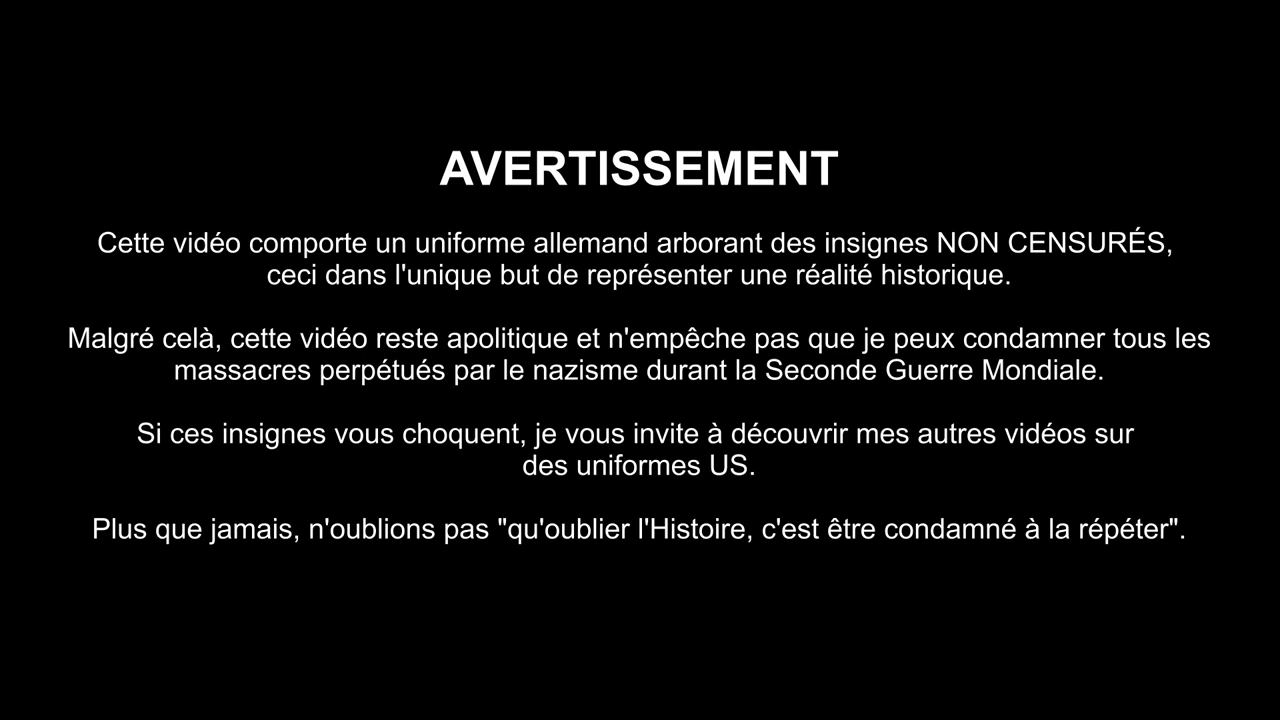 AVERTISSEMENT
Cette vidéo comporte un uniforme allemand arborant des insignes NON CENSURÉS,
ceci dans l'unique but de représenter une réalité historique.
Malgré celà, cette vidéo reste apolitique et n'empêche pas que je peux condamner tous les
massacres perpétués par le nazisme durant la Seconde Guerre Mondiale.
Si ces insignes vous choquent, je vous invite à découvrir mes autres vidéos sur
des uniformes US.
Plus que jamais, n'oublions pas "qu'oublier l'Histoire, c'est être condamné à la répéter".